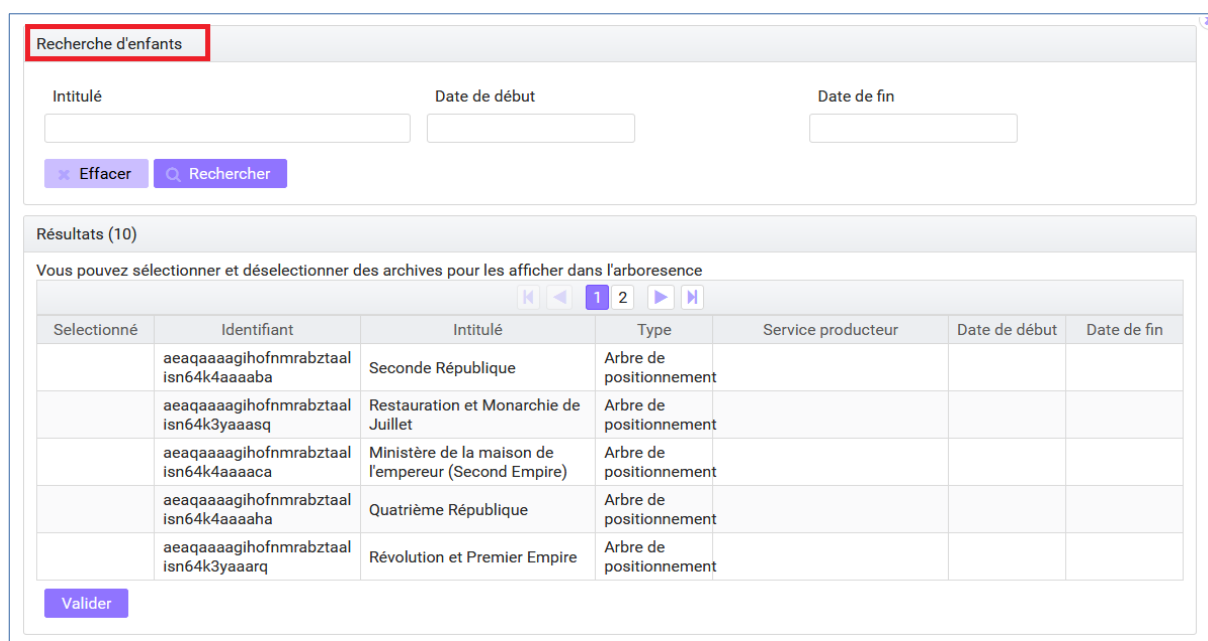 Recherche d'enfants
Intitulé Date de début Date de fin
Effacer Rechercher
Résultats (10)
Vous pouvez sélectionner et déselectionner des archives pour les afficher dans l'arboresence
1 2
Selectionné Identifiant Intitulé Type Service producteur Date de début Date de fin
aeaqaaaagihofnmrabztaal
isn64k4aaaaba
Seconde République
Arbre de
positionnement
aeaqaaaagihofnmrabztaal
isn64k3yaaasq
Restauration et Monarchie de
Juillet
Arbre de
positionnement
aeaqaaaagihofnmrabztaal
isn64k4aaaaca
Ministère de la maison de
l'empereur (Second Empire)
Arbre de
positionnement
aeaqaaaagihofnmrabztaal
isn64k4aaaaha
Quatrième République
Arbre de
positionnement
aeaqaaaagihofnmrabztaal
isn64k3yaaarq
Révolution et Premier Empire
Arbre de
positionnement
Valider